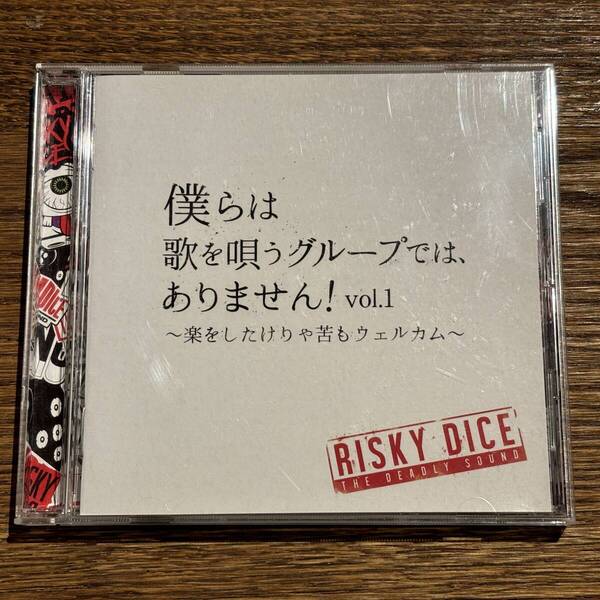 僕らは
歌を唄うグループでは、
ありません! vol.1
～楽をしたけりゃ苦もウェルカム～
RISKY DICE
THE DEADLY SOUND